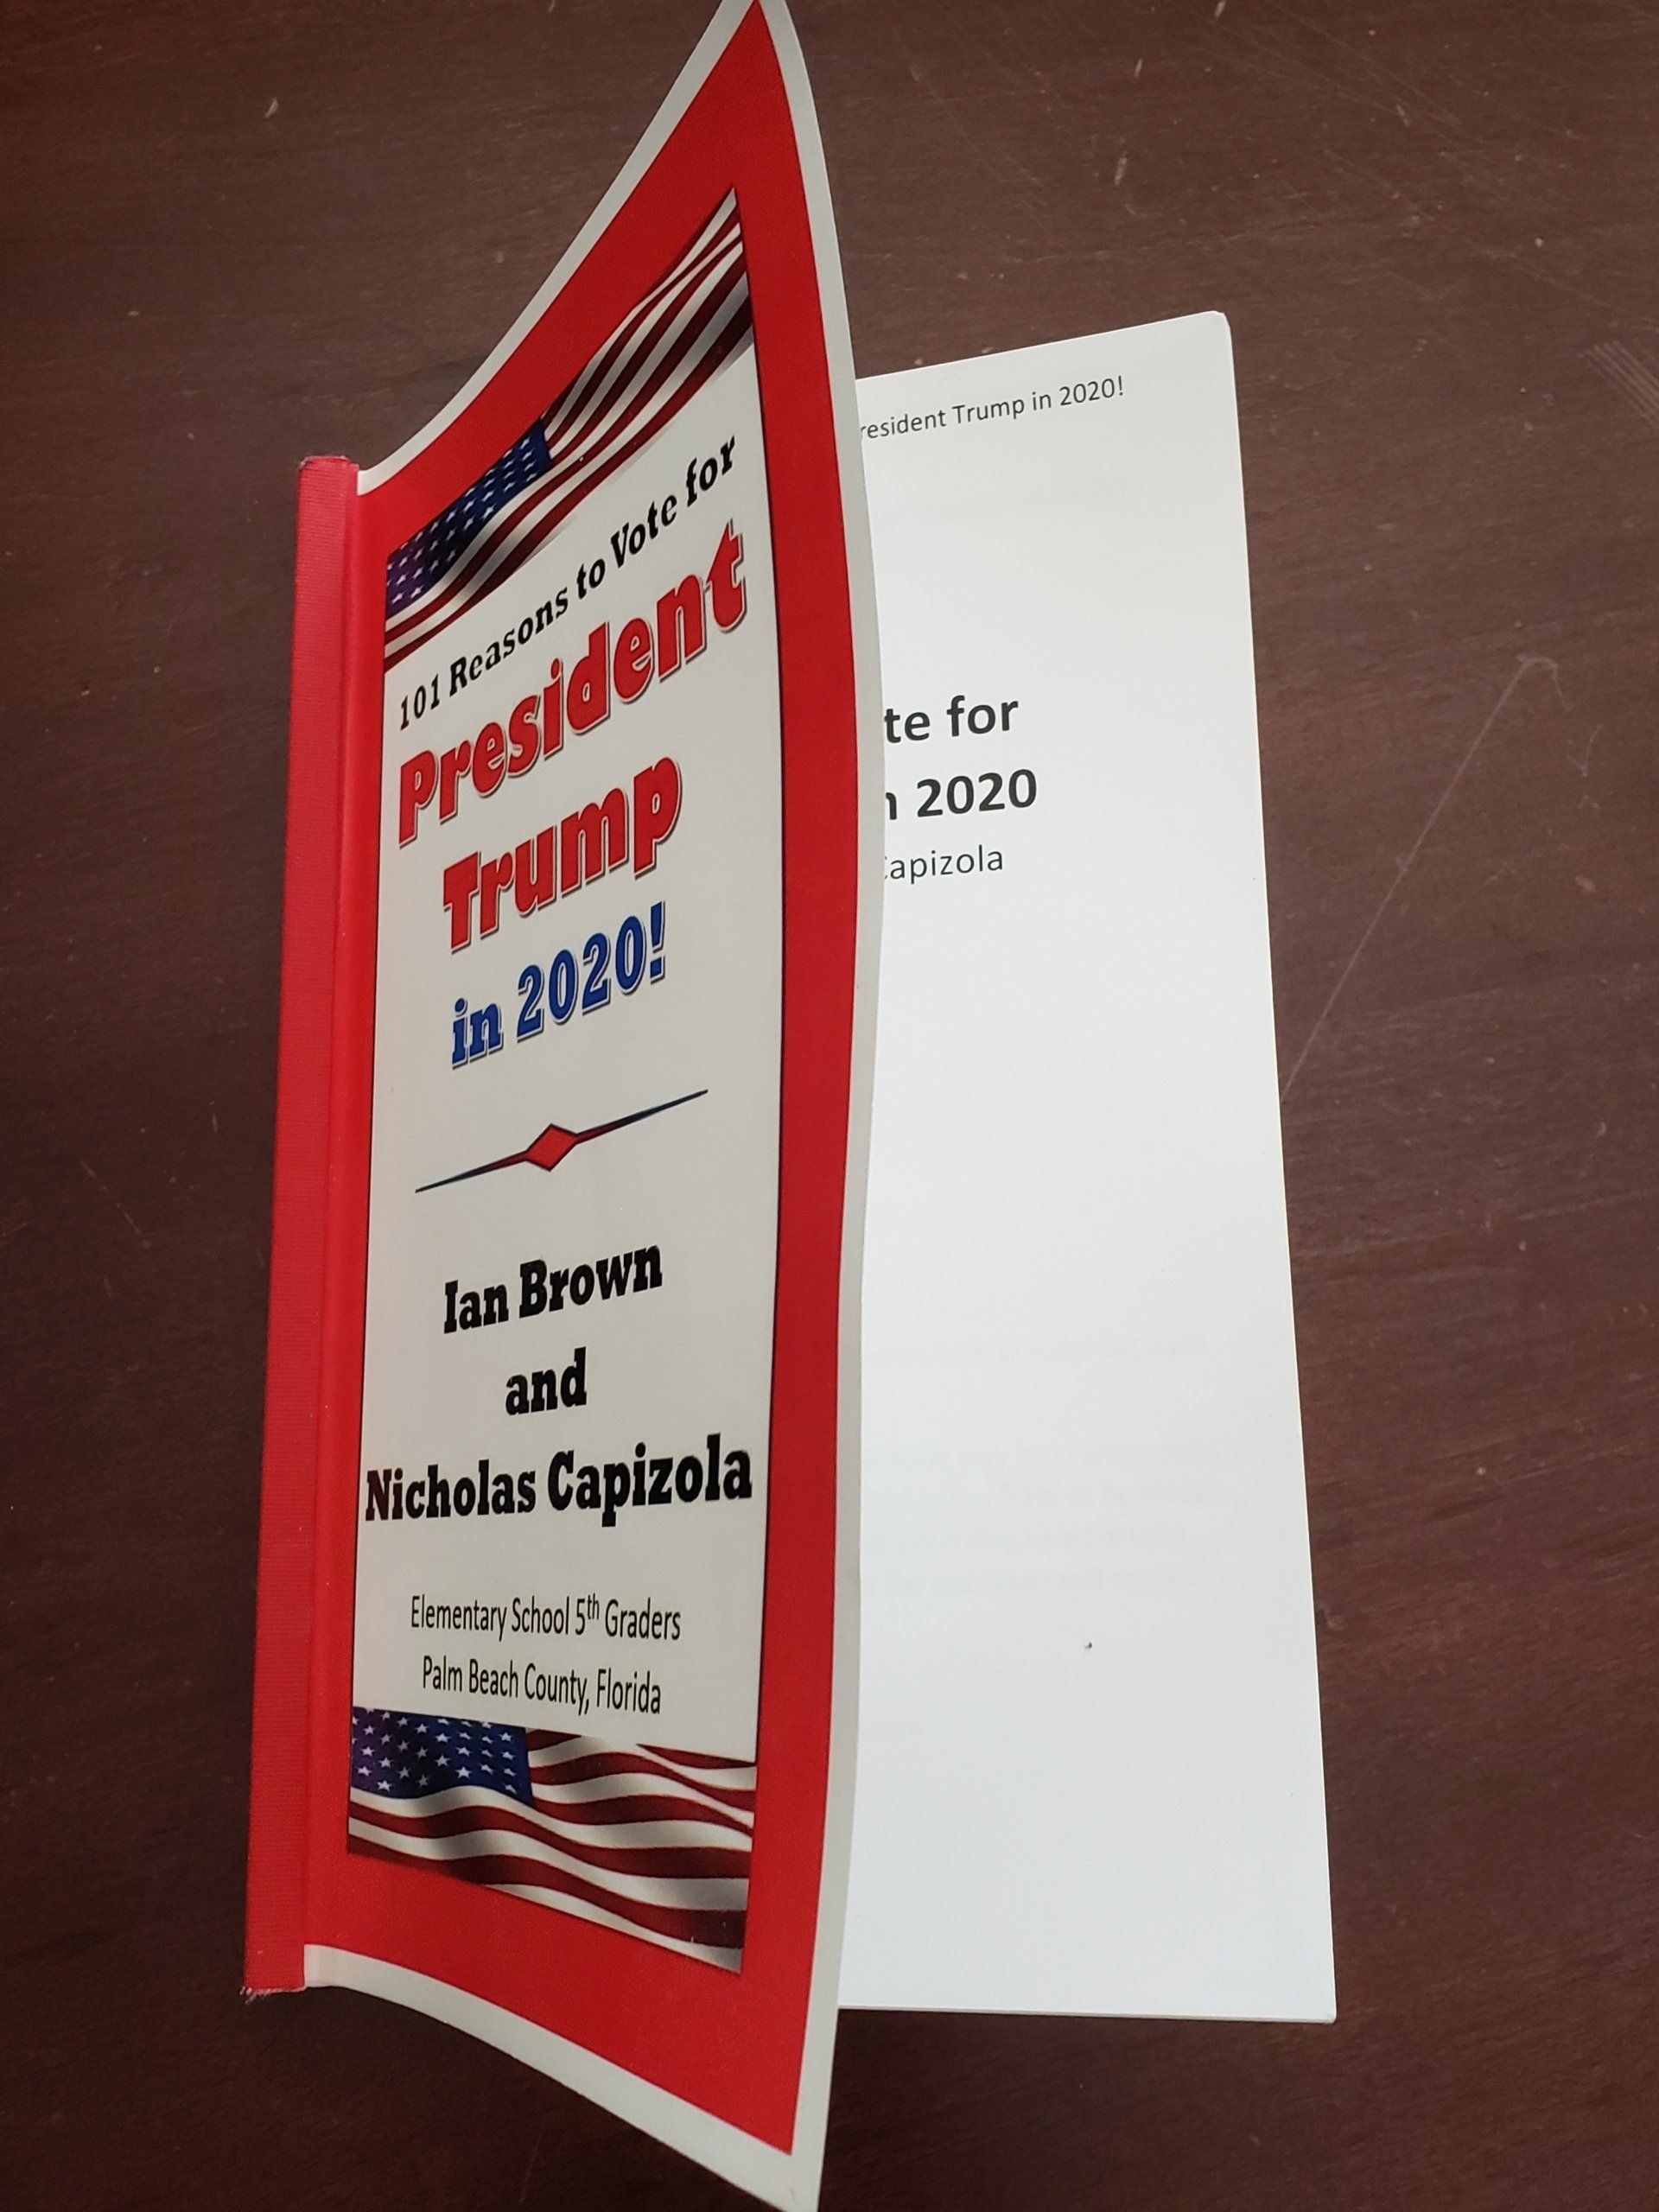 101 Reasons to Vote for
President
Trump
in 2020!
Ian Brown
and
Nicholas Capizola
Elementary School 5th Graders
Palm Beach County, Florida
resident Trump in 2020!
te for
2020
apizola